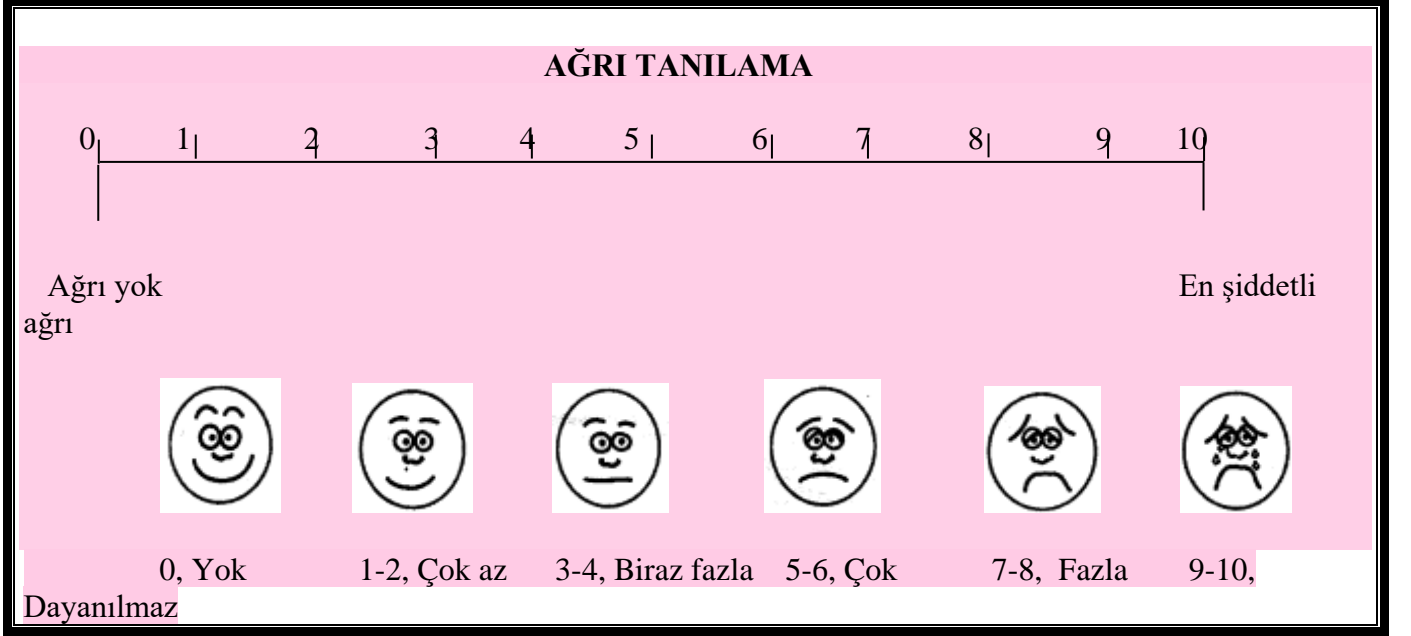 AĞRI TANILAMA
0 1 2 3 4 5 6 7 8 9 10
Ağrı yok En şiddetli
ağrı
0, Yok 1-2, Çok az 3-4, Biraz fazla 5-6, Çok 7-8, Fazla 9-10,
Dayanılmaz